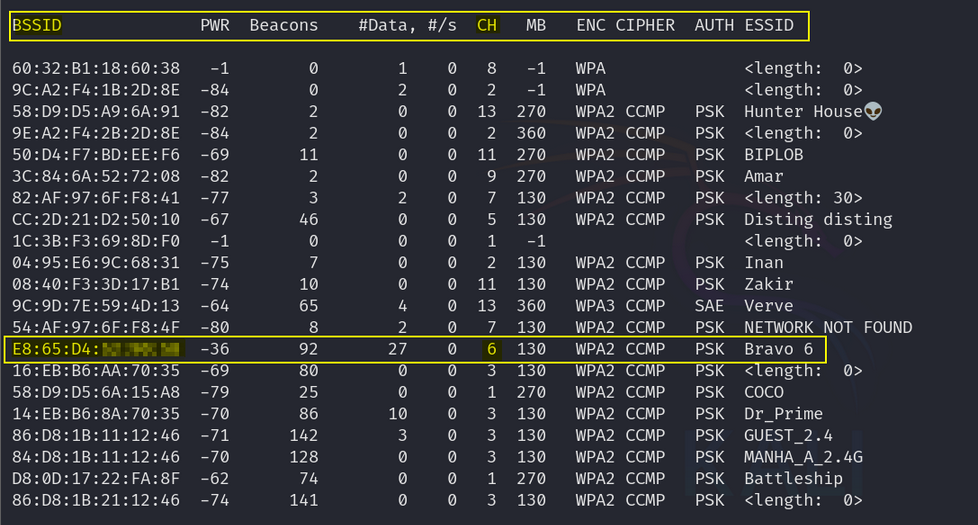 BSSID PWR Beacons #Data, #/s CH MB ENC CIPHER AUTH ESSID
60:32:B1:18:60:38 -1 0 1 0 8 -1 WPA <length: 0>
9C:A2:F4:1B:2D:8E -84 0 2 0 2 -1 WPA <length: 0>
58:D9:D5:A9:6A:91 -82 2 0 0 13 270 WPA2 CCMP PSK Hunter House👽
9E:A2:F4:2B:2D:8E -84 2 0 0 2 360 WPA2 CCMP PSK <length: 0>
50:D4:F7:BD:EE:F6 -69 11 0 0 11 270 WPA2 CCMP PSK BIPLOB
3C:84:6A:52:72:08 -82 2 0 0 9 270 WPA2 CCMP PSK Amar
82:AF:97:6F:F8:41 -77 3 2 0 7 130 WPA2 CCMP PSK <length: 30>
CC:2D:21:D2:50:10 -67 46 0 0 5 130 WPA2 CCMP PSK Disting disting
1C:3B:F3:69:8D:F0 -1 0 0 0 1 -1 <length: 0>
04:95:E6:9C:68:31 -75 7 0 0 2 130 WPA2 CCMP PSK Inan
08:40:F3:3D:17:B1 -74 10 0 0 11 130 WPA2 CCMP PSK Zakir
9C:9D:7E:59:4D:13 -64 65 4 0 13 360 WPA3 CCMP SAE Verve
54:AF:97:6F:F8:4F -80 8 2 0 7 130 WPA2 CCMP PSK NETWORK NOT FOUND
E8:65:D4: -36 92 27 0 6 130 WPA2 CCMP PSK Bravo 6
16:EB:B6:AA:70:35 -69 80 0 0 3 130 WPA2 CCMP PSK <length: 0>
58:D9:D5:6A:15:A8 -79 25 0 0 1 270 WPA2 CCMP PSK COCO
14:EB:B6:8A:70:35 -70 86 10 0 3 130 WPA2 CCMP PSK Dr_Prime
86:D8:1B:11:12:46 -71 142 3 0 3 130 WPA2 CCMP PSK GUEST_2.4
84:D8:1B:11:12:46 -70 128 0 0 3 130 WPA2 CCMP PSK MANHA_A_2.4G
D8:0D:17:22:FA:8F -62 74 0 0 1 270 WPA2 CCMP PSK Battleship
86:D8:1B:21:12:46 -74 141 0 0 3 130 WPA2 CCMP PSK <length: 0>